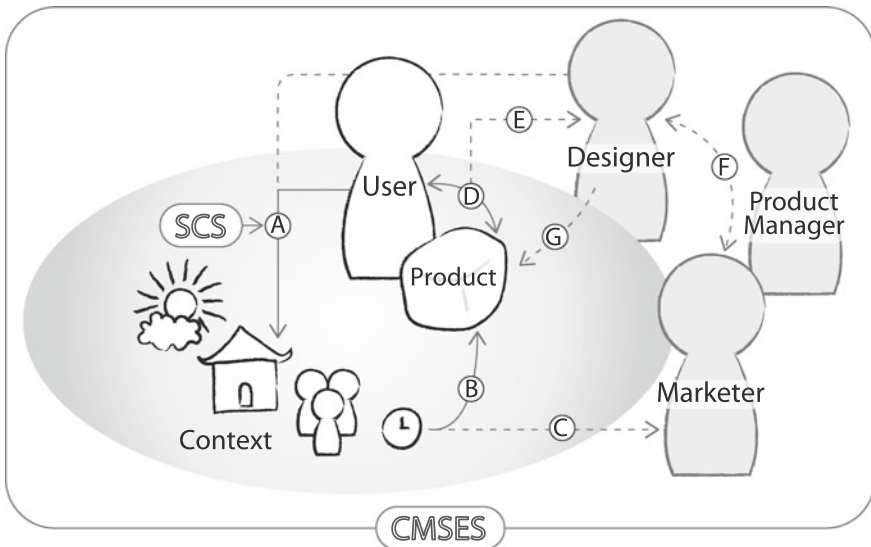 E
Designer
F
User
D
Product
Manager
SCS
A
G
Product
B
Marketer
Context
C
CMSES